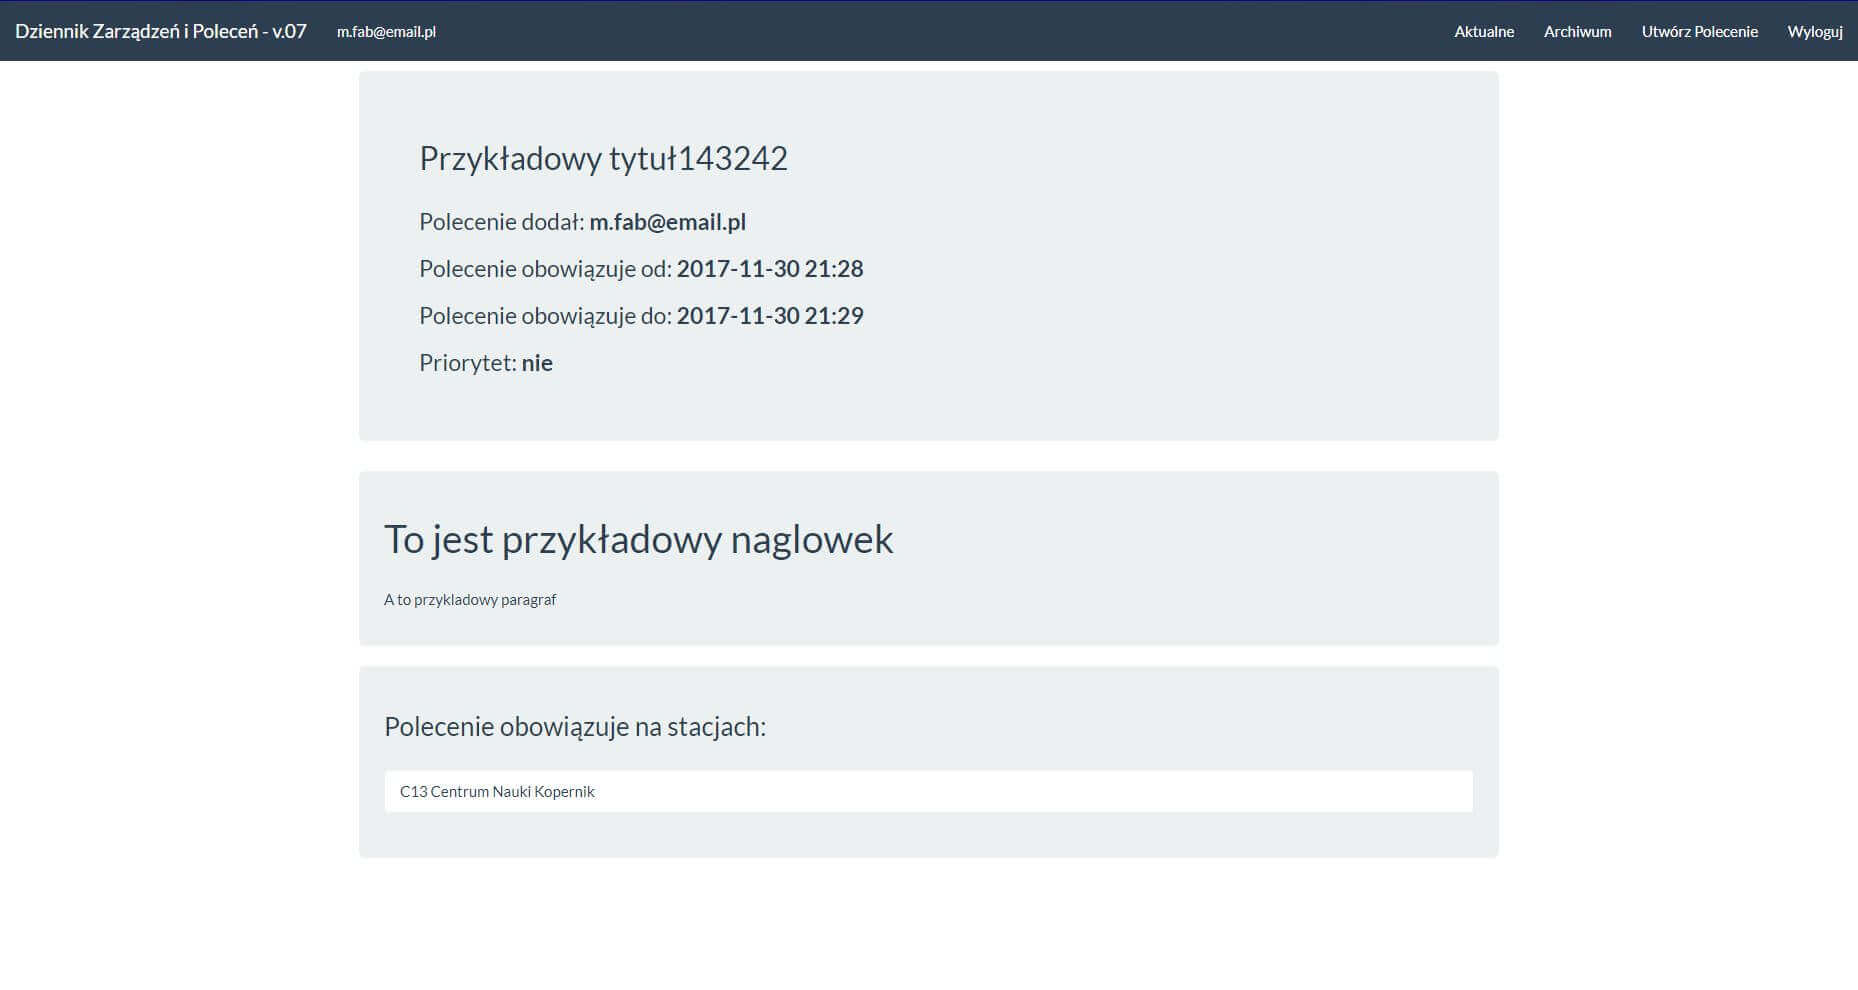 Dziennik Zarządzeń i Poleceń - v.07 m.fab@email.pl Aktualne Archiwum Utwórz Polecenie Wyloguj
Przykładowy tytuł143242
Polecenie dodał: m.fab@email.pl
Polecenie obowiązuje od: 2017-11-30 21:28
Polecenie obowiązuje do: 2017-11-30 21:29
Priorytet: nie
To jest przykładowy naglowek
A to przykladowy paragraf
Polecenie obowiązuje na stacjach:
C13 Centrum Nauki Kopernik